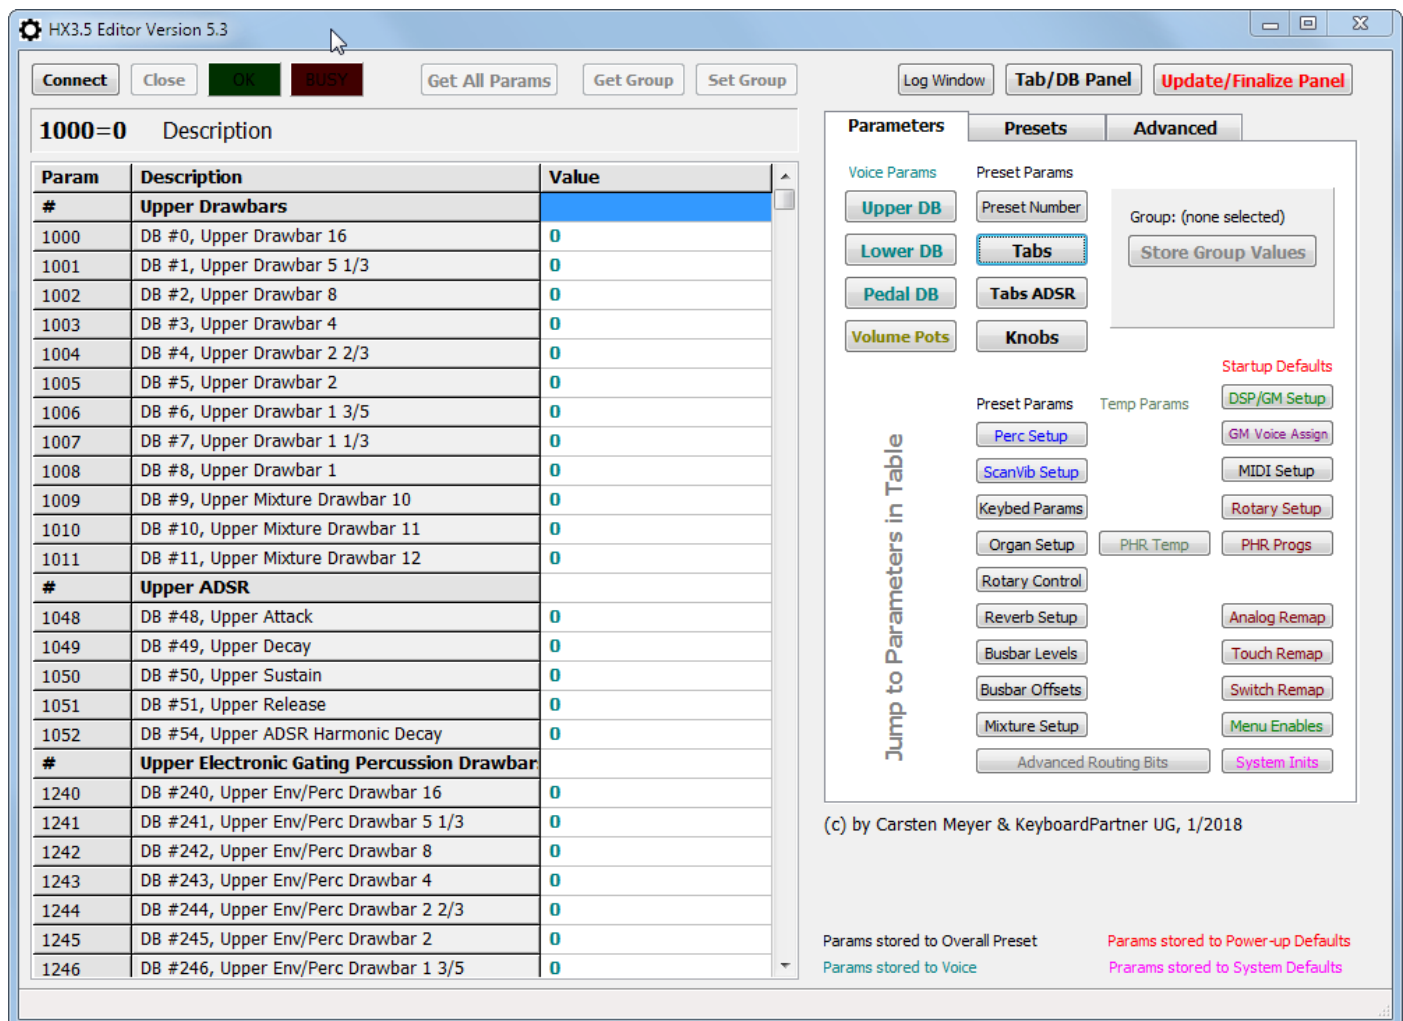 HX3.5 Editor Version 5.3
Connect Close OK BUSY Get All Params Get Group Set Group Log Window Tab/DB Panel Update/Finalize Panel
1000=0 Description
Param Description Value
# Upper Drawbars
1000 DB #0, Upper Drawbar 16 0
1001 DB #1, Upper Drawbar 5 1/3 0
1002 DB #2, Upper Drawbar 8 0
1003 DB #3, Upper Drawbar 4 0
1004 DB #4, Upper Drawbar 2 2/3 0
1005 DB #5, Upper Drawbar 2 0
1006 DB #6, Upper Drawbar 1 3/5 0
1007 DB #7, Upper Drawbar 1 1/3 0
1008 DB #8, Upper Drawbar 1 0
1009 DB #9, Upper Mixture Drawbar 10 0
1010 DB #10, Upper Mixture Drawbar 11 0
1011 DB #11, Upper Mixture Drawbar 12 0
# Upper ADSR
1048 DB #48, Upper Attack 0
1049 DB #49, Upper Decay 0
1050 DB #50, Upper Sustain 0
1051 DB #51, Upper Release 0
1052 DB #54, Upper ADSR Harmonic Decay 0
# Upper Electronic Gating Percussion Drawbar
1240 DB #240, Upper Env/Perc Drawbar 16 0
1241 DB #241, Upper Env/Perc Drawbar 5 1/3 0
1242 DB #242, Upper Env/Perc Drawbar 8 0
1243 DB #243, Upper Env/Perc Drawbar 4 0
1244 DB #244, Upper Env/Perc Drawbar 2 2/3 0
1245 DB #245, Upper Env/Perc Drawbar 2 0
1246 DB #246, Upper Env/Perc Drawbar 1 3/5 0
Parameters Presets Advanced
Voice Params Preset Params
Upper DB Preset Number
Group: (none selected)
Lower DB Tabs Store Group Values
Pedal DB Tabs ADSR
Volume Pots Knobs
Startup Defaults
Preset Params Temp Params DSP/GM Setup
Perc Setup GM Voice Assign
ScanVib Setup MIDI Setup
Keybed Params Rotary Setup
Organ Setup PHR Temp PHR Progs
Rotary Control
Reverb Setup Analog Remap
Busbar Levels Touch Remap
Busbar Offsets Switch Remap
Mixture Setup Menu Enables
Advanced Routing Bits System Inits
Jump to Parameters in Table
(c) by Carsten Meyer & KeyboardPartner UG, 1/2018
Params stored to Overall Preset Params stored to Power-up Defaults
Params stored to Voice Prarams stored to System Defaults